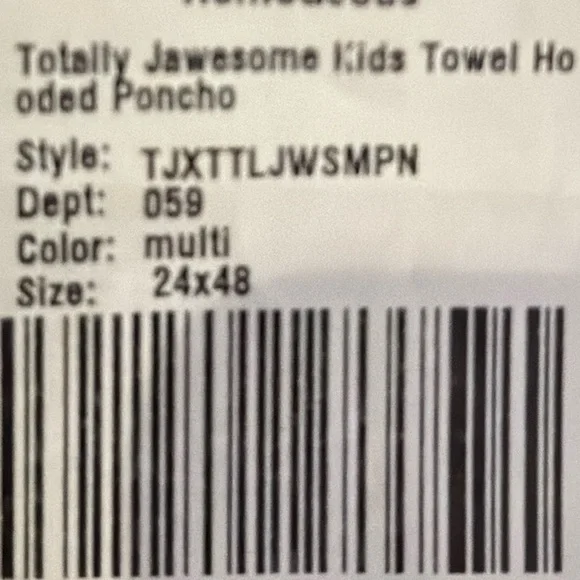 Totally Jawesome Kids Towel Ho
oded Poncho
Style: TJXTTLJWSMPN
Dept: 059
Color: multi
Size: 24x48